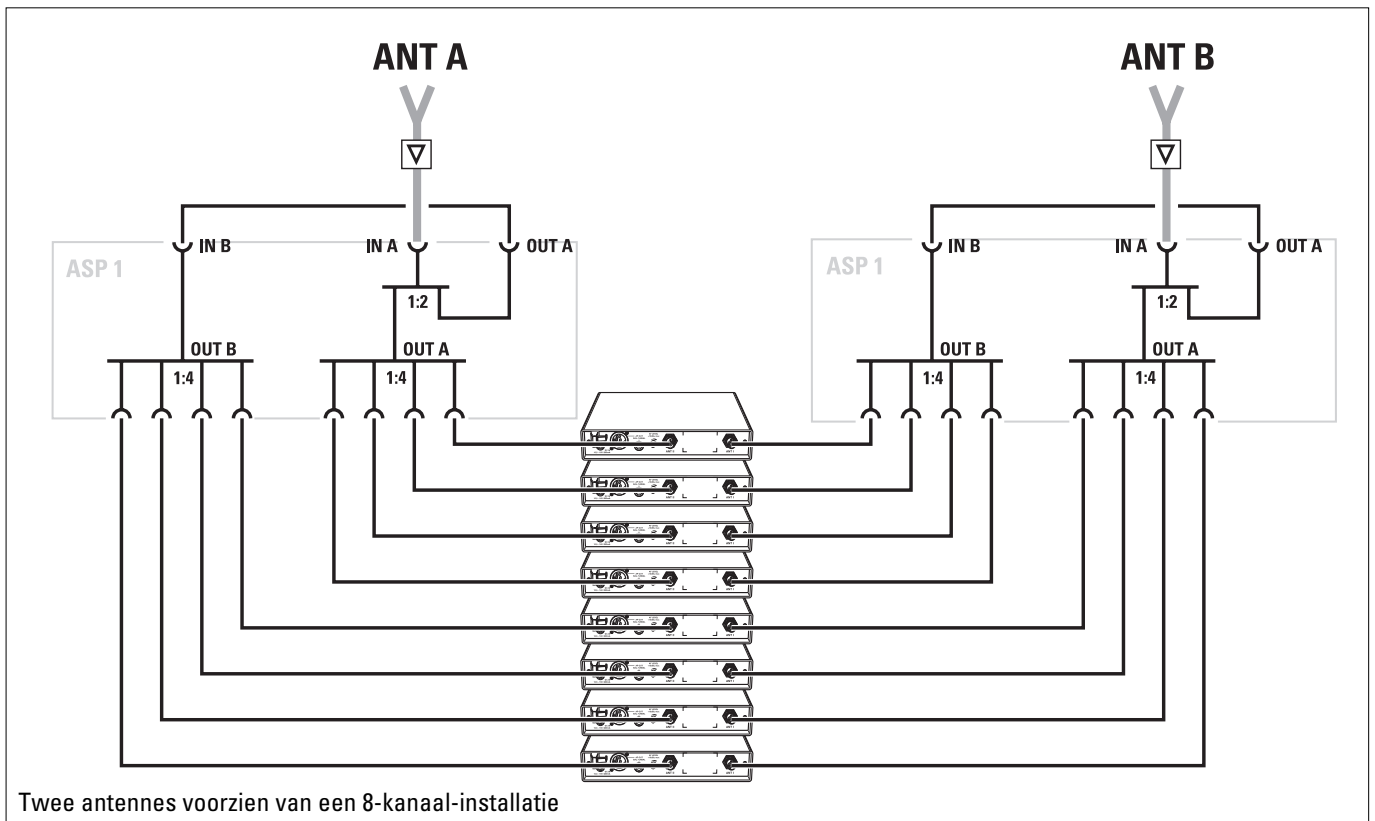 ANT A ANT B
IN B IN A OUT A IN B IN A OUT A
ASP 1 ASP 1
1:2 1:2
OUT B OUT A OUT B OUT A
1:4 1:4 1:4 1:4
Twee antennes voorzien van een 8-kanaal-installatie